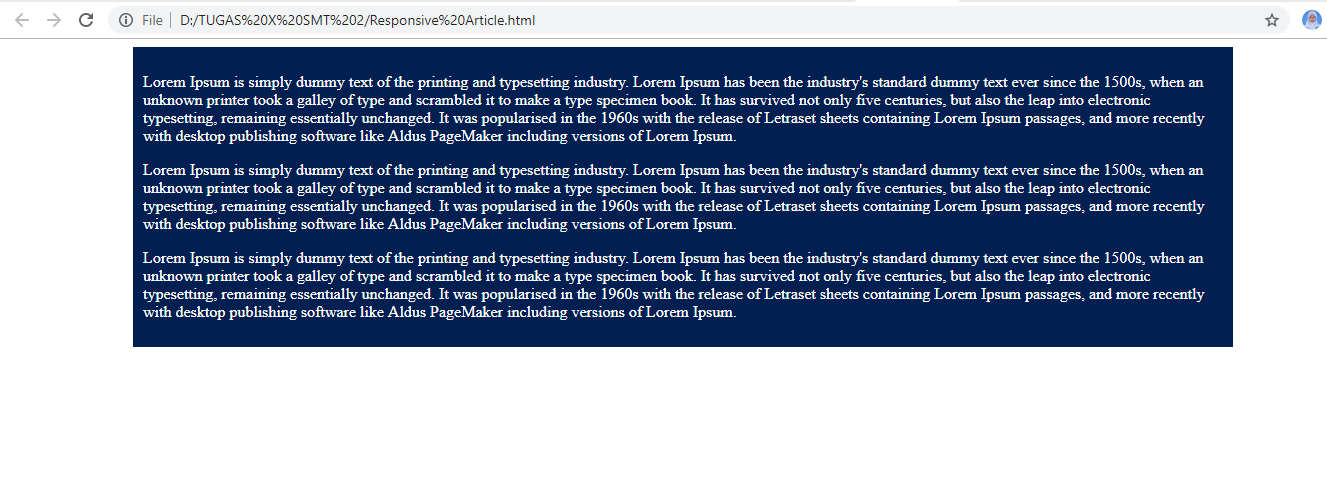 File | D:/TUGAS%20X%20SMT%202/Responsive%20Article.html
Lorem Ipsum is simply dummy text of the printing and typesetting industry. Lorem Ipsum has been the industry's standard dummy text ever since the 1500s, when an
unknown printer took a galley of type and scrambled it to make a type specimen book. It has survived not only five centuries, but also the leap into electronic
typesetting, remaining essentially unchanged. It was popularised in the 1960s with the release of Letraset sheets containing Lorem Ipsum passages, and more recently
with desktop publishing software like Aldus PageMaker including versions of Lorem Ipsum.
Lorem Ipsum is simply dummy text of the printing and typesetting industry. Lorem Ipsum has been the industry's standard dummy text ever since the 1500s, when an
unknown printer took a galley of type and scrambled it to make a type specimen book. It has survived not only five centuries, but also the leap into electronic
typesetting, remaining essentially unchanged. It was popularised in the 1960s with the release of Letraset sheets containing Lorem Ipsum passages, and more recently
with desktop publishing software like Aldus PageMaker including versions of Lorem Ipsum.
Lorem Ipsum is simply dummy text of the printing and typesetting industry. Lorem Ipsum has been the industry's standard dummy text ever since the 1500s, when an
unknown printer took a galley of type and scrambled it to make a type specimen book. It has survived not only five centuries, but also the leap into electronic
typesetting, remaining essentially unchanged. It was popularised in the 1960s with the release of Letraset sheets containing Lorem Ipsum passages, and more recently
with desktop publishing software like Aldus PageMaker including versions of Lorem Ipsum.